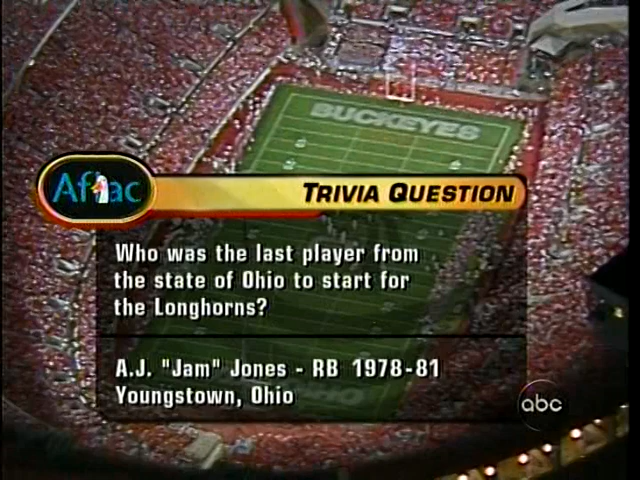 BUCKEYES
Aflac
TRIVIA QUESTION
Who was the last player from
the state of Ohio to start for
the Longhorns?
A.J. "Jam" Jones - RB 1978-81
Youngstown, Ohio
abc